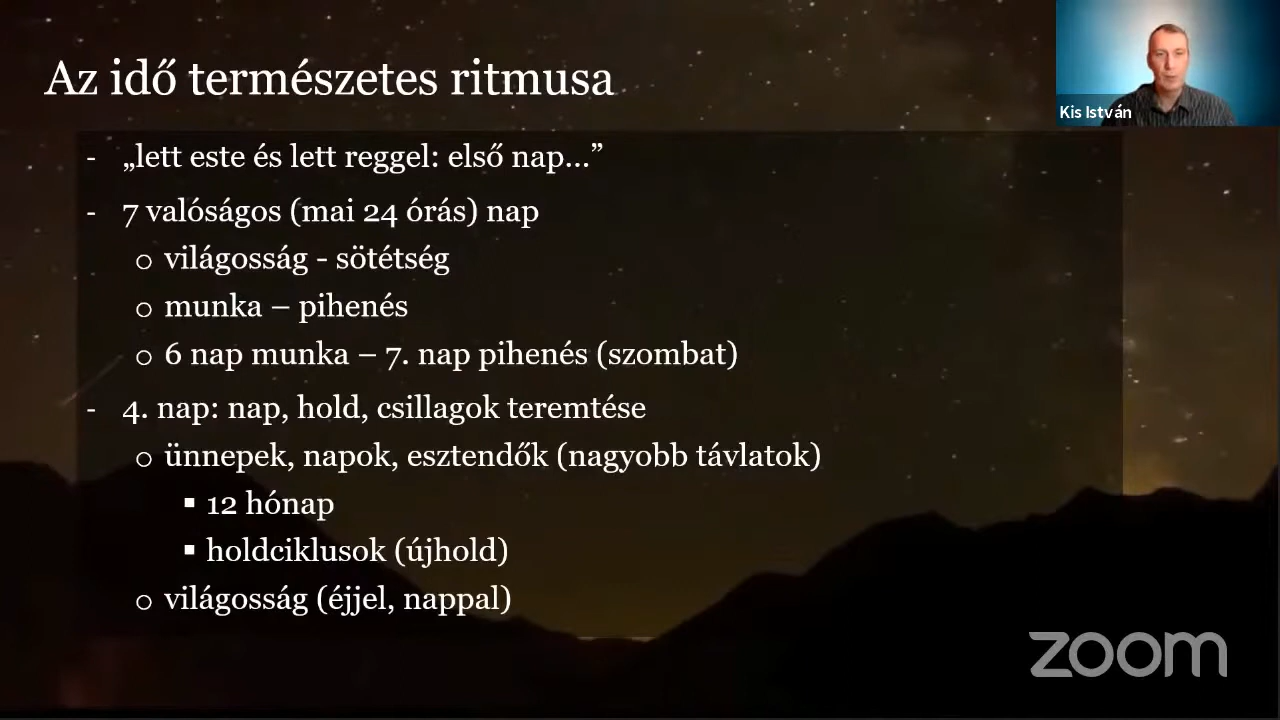 Az idő természetes ritmusa
Kis István
- „lett este és lett reggel: első nap...”
- 7 valóságos (mai 24 órás) nap
o világosság - sötétség
o munka – pihenés
o 6 nap munka – 7. nap pihenés (szombat)
- 4. nap: nap, hold, csillagok teremtése
o ünnepek, napok, esztendők (nagyobb távlatok)
▪ 12 hónap
▪ holdciklusok (újhold)
o világosság (éjjel, nappal)
zoom